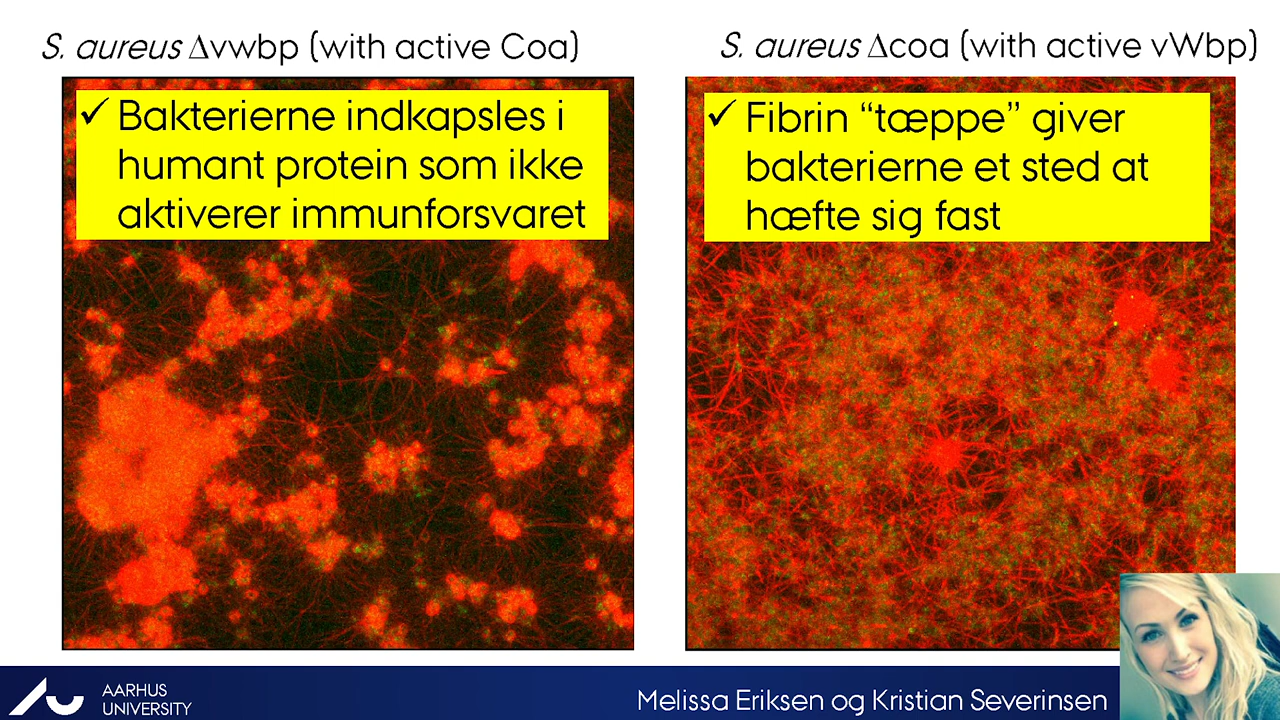 S. aureus Δvwbp (with active Coa)
✓ Bakterierne indkapsles i
humant protein som ikke
aktiverer immunforsvaret
S. aureus Δcoa (with active vWbp)
✓ Fibrin “tæppe” giver
bakterierne et sted at
hæfte sig fast
AARHUS
UNIVERSITY
Melissa Eriksen og Kristian Severinsen